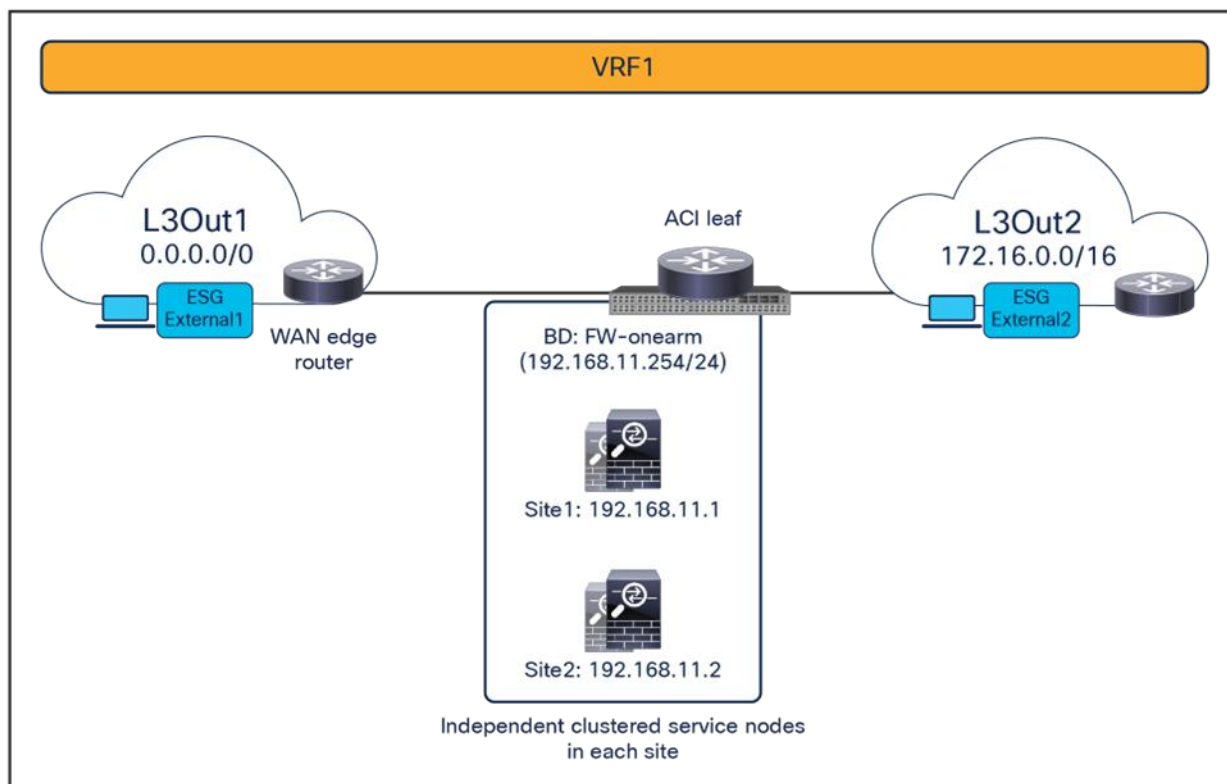 VRF1
L3Out1
0.0.0.0/0
ESG
External1
WAN edge
router
ACI leaf
L3Out2
172.16.0.0/16
ESG
External2
BD: FW-onearm
(192.168.11.254/24)
Site1: 192.168.11.1
Site2: 192.168.11.2
Independent clustered service nodes
in each site